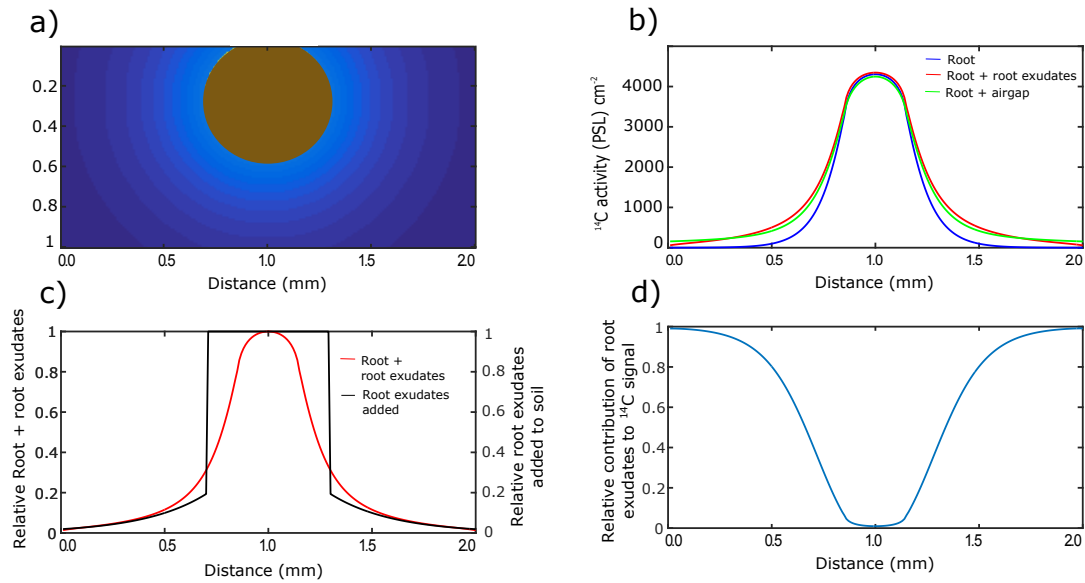 a)
0.2
0.4
0.6
0.8
1
0.0
0.5
1.0
1.5
2.0
Distance (mm)
b)
¹⁴C activity (PSL) cm⁻²
4000
3000
2000
1000
0
Root
Root + root exudates
Root + airgap
0.0
0.5
1.0
1.5
2.0
Distance (mm)
c)
Relative Root + root exudates
1
0.8
0.6
0.4
0.2
0
Root +
root exudates
Root exudates
added
1
0.8
0.6
0.4
0.2
0
Relative root exudates
added to soil
0.0
0.5
1.0
1.5
2.0
Distance (mm)
d)
Relative contribution of root
exudates to ¹⁴C signal
1
0.8
0.6
0.4
0.2
0
0.0
0.5
1.0
1.5
2.0
Distance (mm)